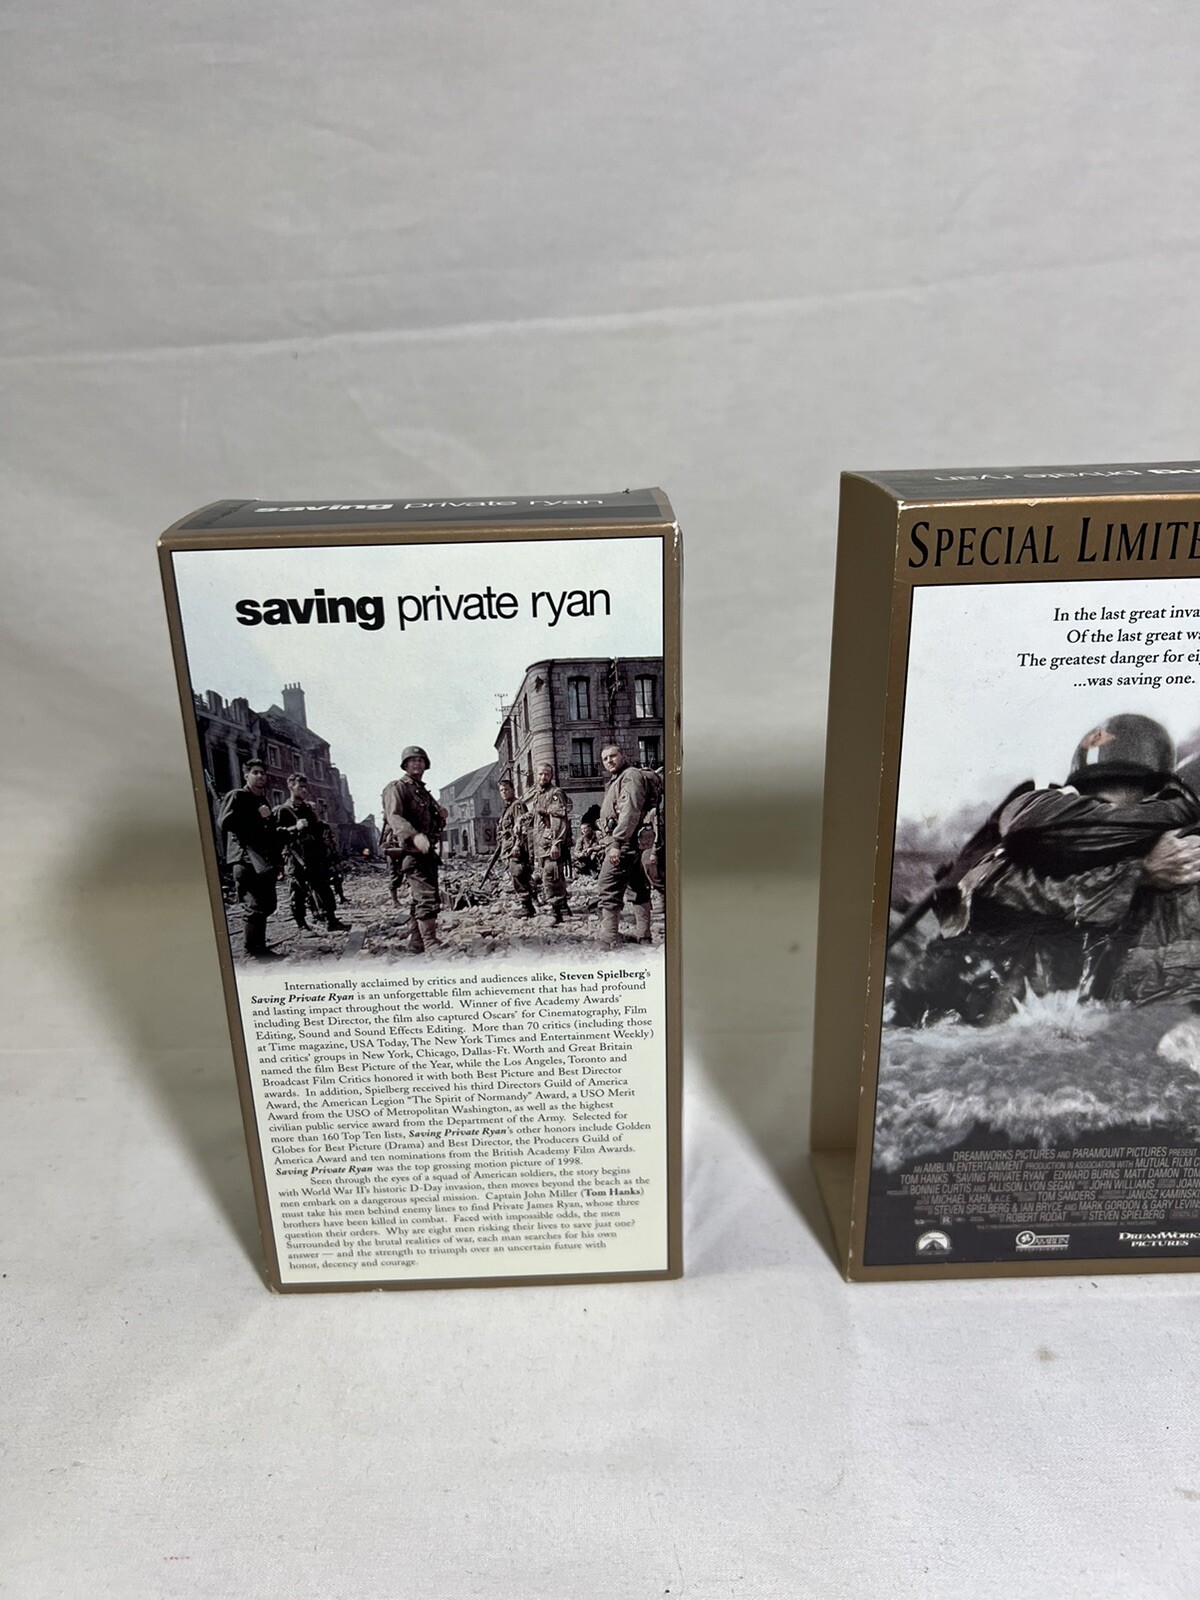 saving private ryan
saving private ryan
Internationally acclaimed by critics and audiences alike, Steven Spielberg's
Saving Private Ryan is an unforgettable film achievement that has had profound
and lasting impact throughout the world. Winner of five Academy Awards®
including Best Director, the film also captured Oscars® for Cinematography, Film
Editing, Sound and Sound Effects Editing. More than 70 critics (including those
at Time magazine, USA Today, The New York Times and Entertainment Weekly)
and critics' groups in New York, Chicago, Dallas-Ft. Worth and Great Britain
named the film Best Picture of the Year, while the Los Angeles, Toronto and
Broadcast Film Critics honored it with both Best Picture and Best Director
awards. In addition, Spielberg received his third Directors Guild of America
Award, the American Legion "The Spirit of Normandy" Award, a USO Merit
Award from the USO of Metropolitan Washington, as well as the highest
civilian public service award from the Department of the Army. Selected for
more than 160 Top Ten lists, Saving Private Ryan's other honors include Golden
Globes for Best Picture (Drama) and Best Director, the Producers Guild of
America Award and ten nominations from the British Academy Film Awards.
Saving Private Ryan was the top grossing motion picture of 1998.
Seen through the eyes of a squad of American soldiers, the story begins
with World War II's historic D-Day invasion, then moves beyond the beach as the
men embark on a dangerous special mission. Captain John Miller (Tom Hanks)
must take his men behind enemy lines to find Private James Ryan, whose three
brothers have been killed in combat. Faced with impossible odds, the men
question their orders. Why are eight men risking their lives to save just one?
Surrounded by the brutal realities of war, each man searches for his own
answer — and the strength to triumph over an uncertain future with
honor, decency and courage.
private ryan
SPECIAL LIMITE
In the last great inva
Of the last great wa
The greatest danger for ei
...was saving one.
DREAMWORKS PICTURES AND PARAMOUNT PICTURES PRESENT
AN AMBLIN ENTERTAINMENT PRODUCTION IN ASSOCIATION WITH MUTUAL FILM
TOM HANKS "SAVING PRIVATE RYAN" EDWARD BURNS MATT DAMON TOM
BONNIE CURTIS AND ALLISON LYON SEGAN JOHN WILLIAMS
MICHAEL KAHN, A.C.E. TOM SANDERS JANUSZ KAMINSK
STEVEN SPIELBERG & IAN BRYCE AND MARK GORDON & GARY LEVINS
ROBERT RODAT STEVEN SPIELBERG
R
AMBLIN
ENTERTAINMENT
DREAMWORKS
PICTURES